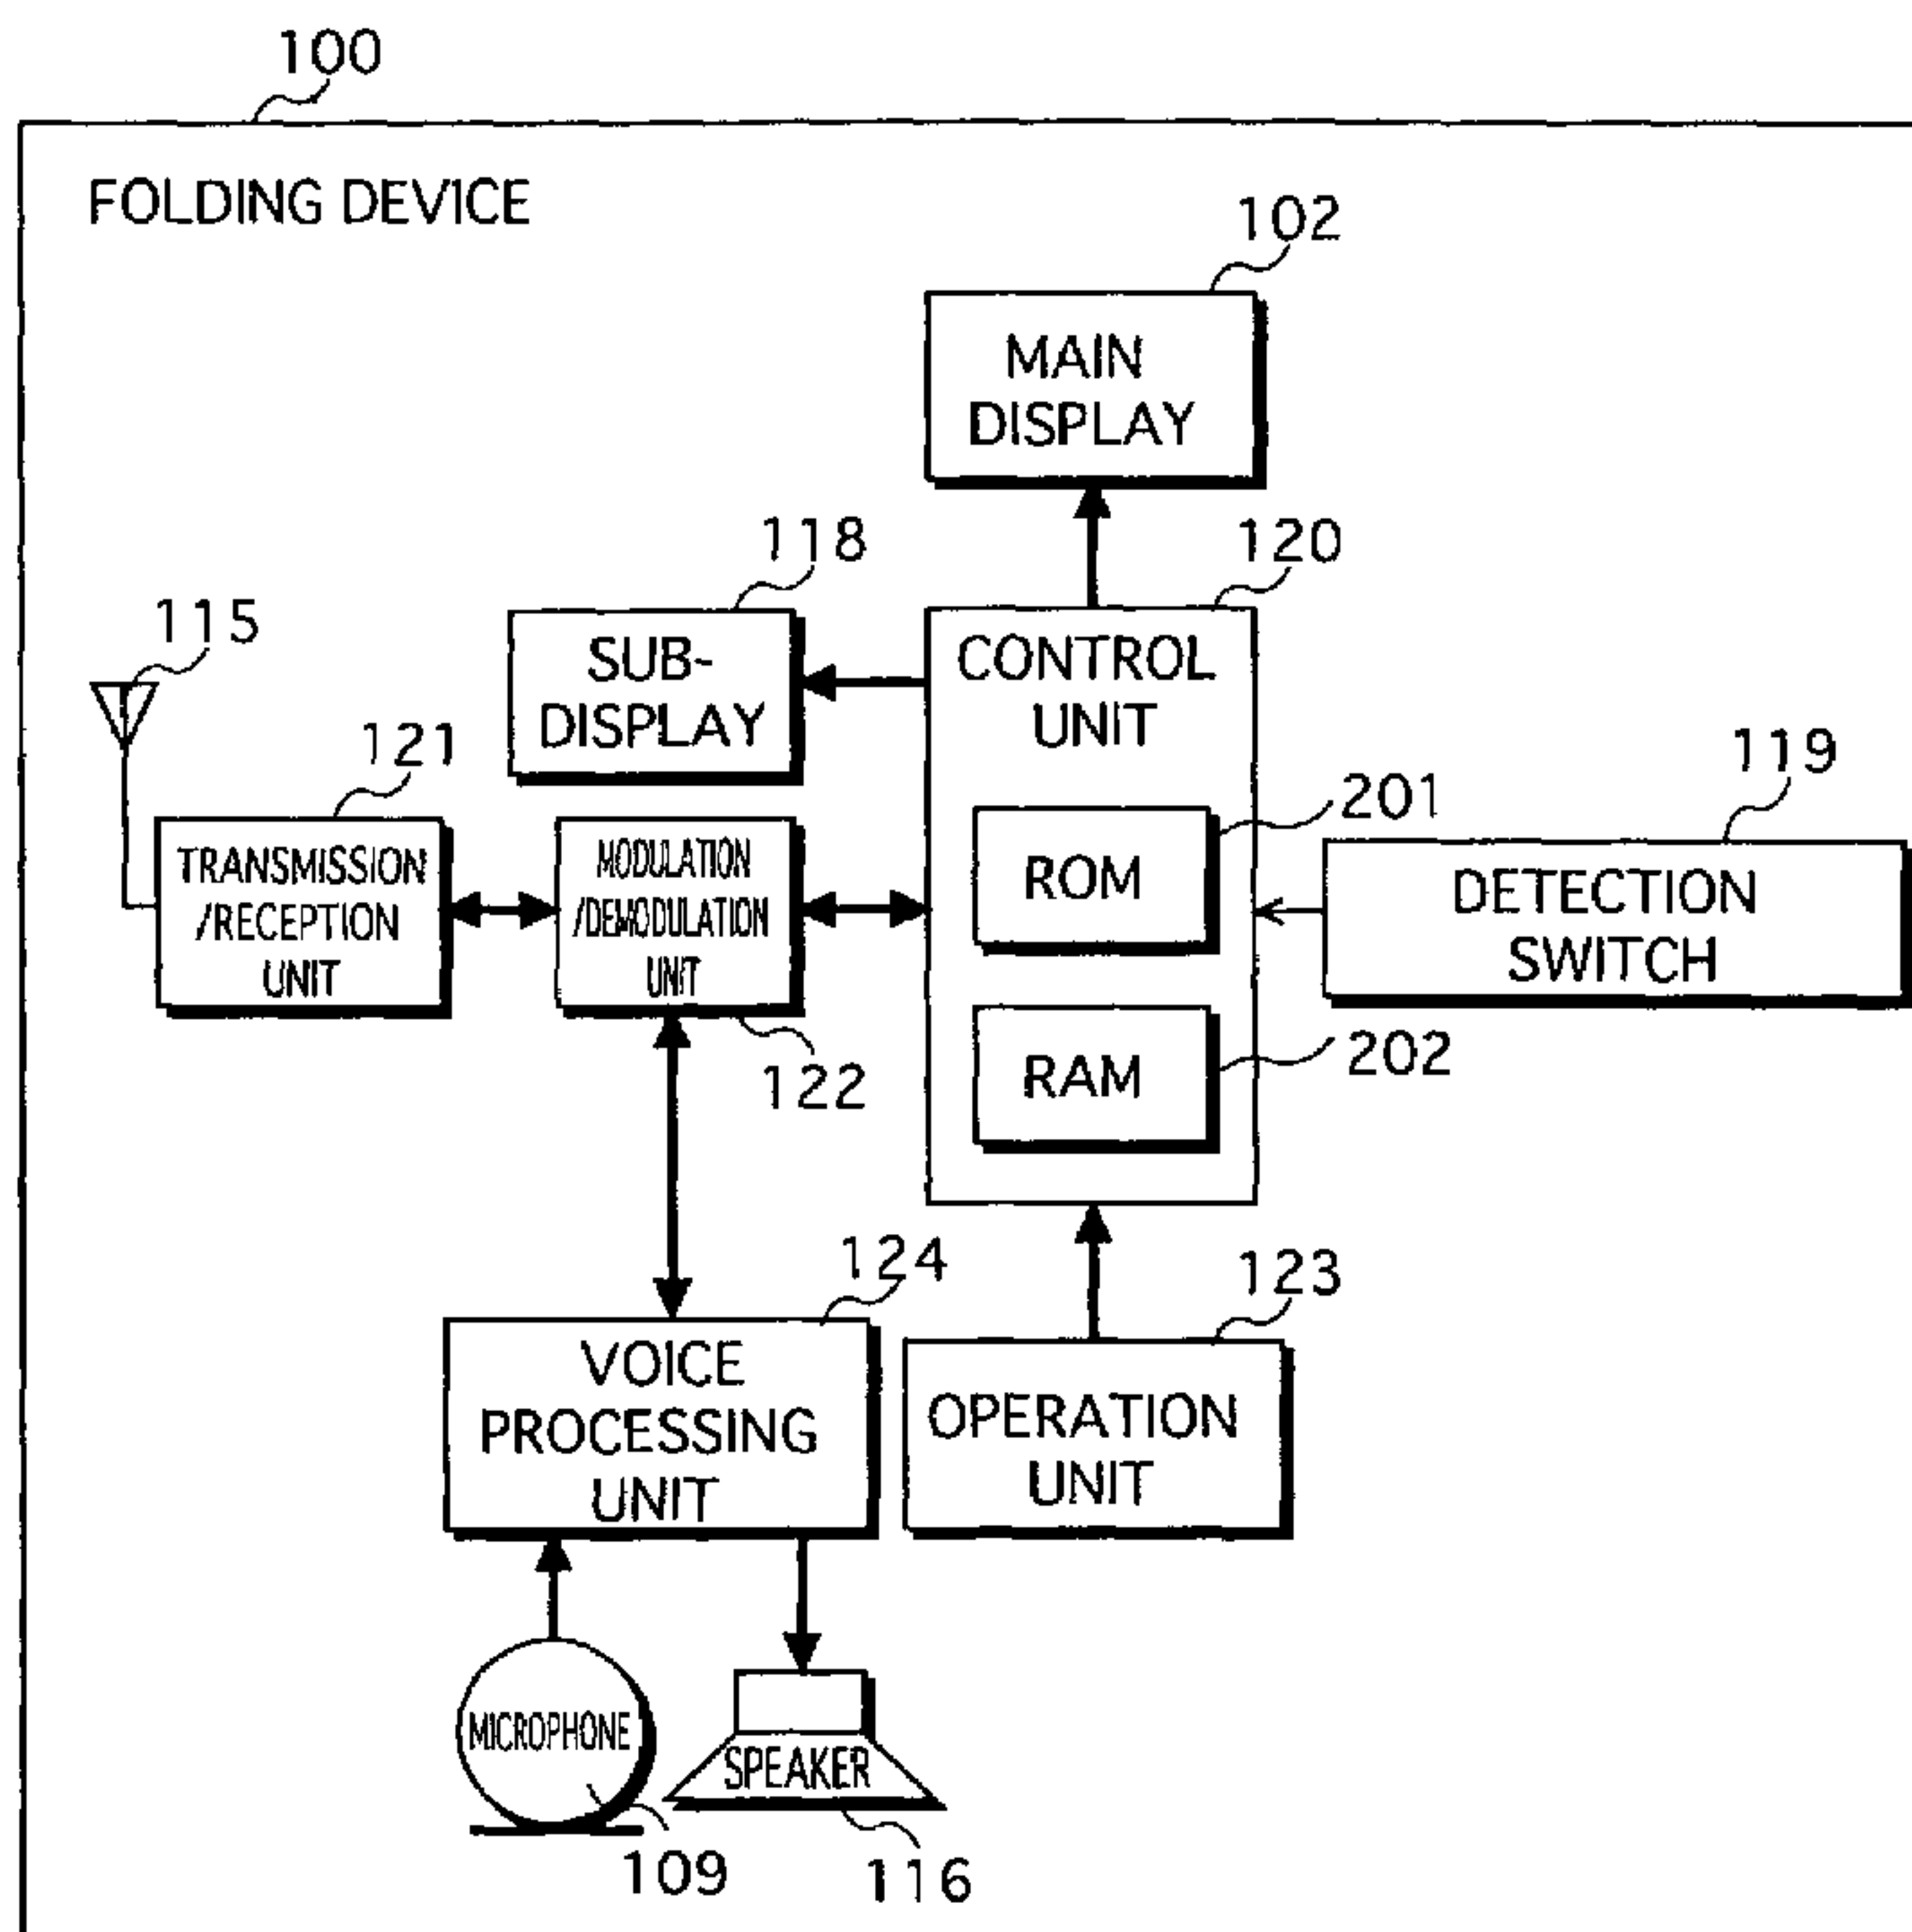 100
FOLDING DEVICE
102
MAIN
DISPLAY
118
120
SUB-
DISPLAY
CONTROL
UNIT
115
121
119
201
TRANSMISSION
/RECEPTION
UNIT
MODULATION
/DEMODULATION
UNIT
ROM
DETECTION
SWITCH
122
RAM
202
124
123
VOICE
PROCESSING
UNIT
OPERATION
UNIT
MICROPHONE
SPEAKER
109
116